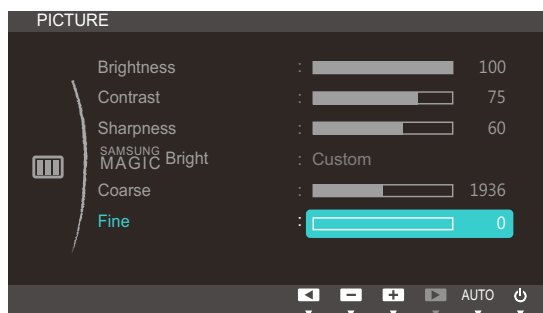 PICTURE
Brightness : 100
Contrast : 75
Sharpness : 60
SAMSUNG MAGIC Bright : Custom
Coarse : 1936
Fine : 0
AUTO